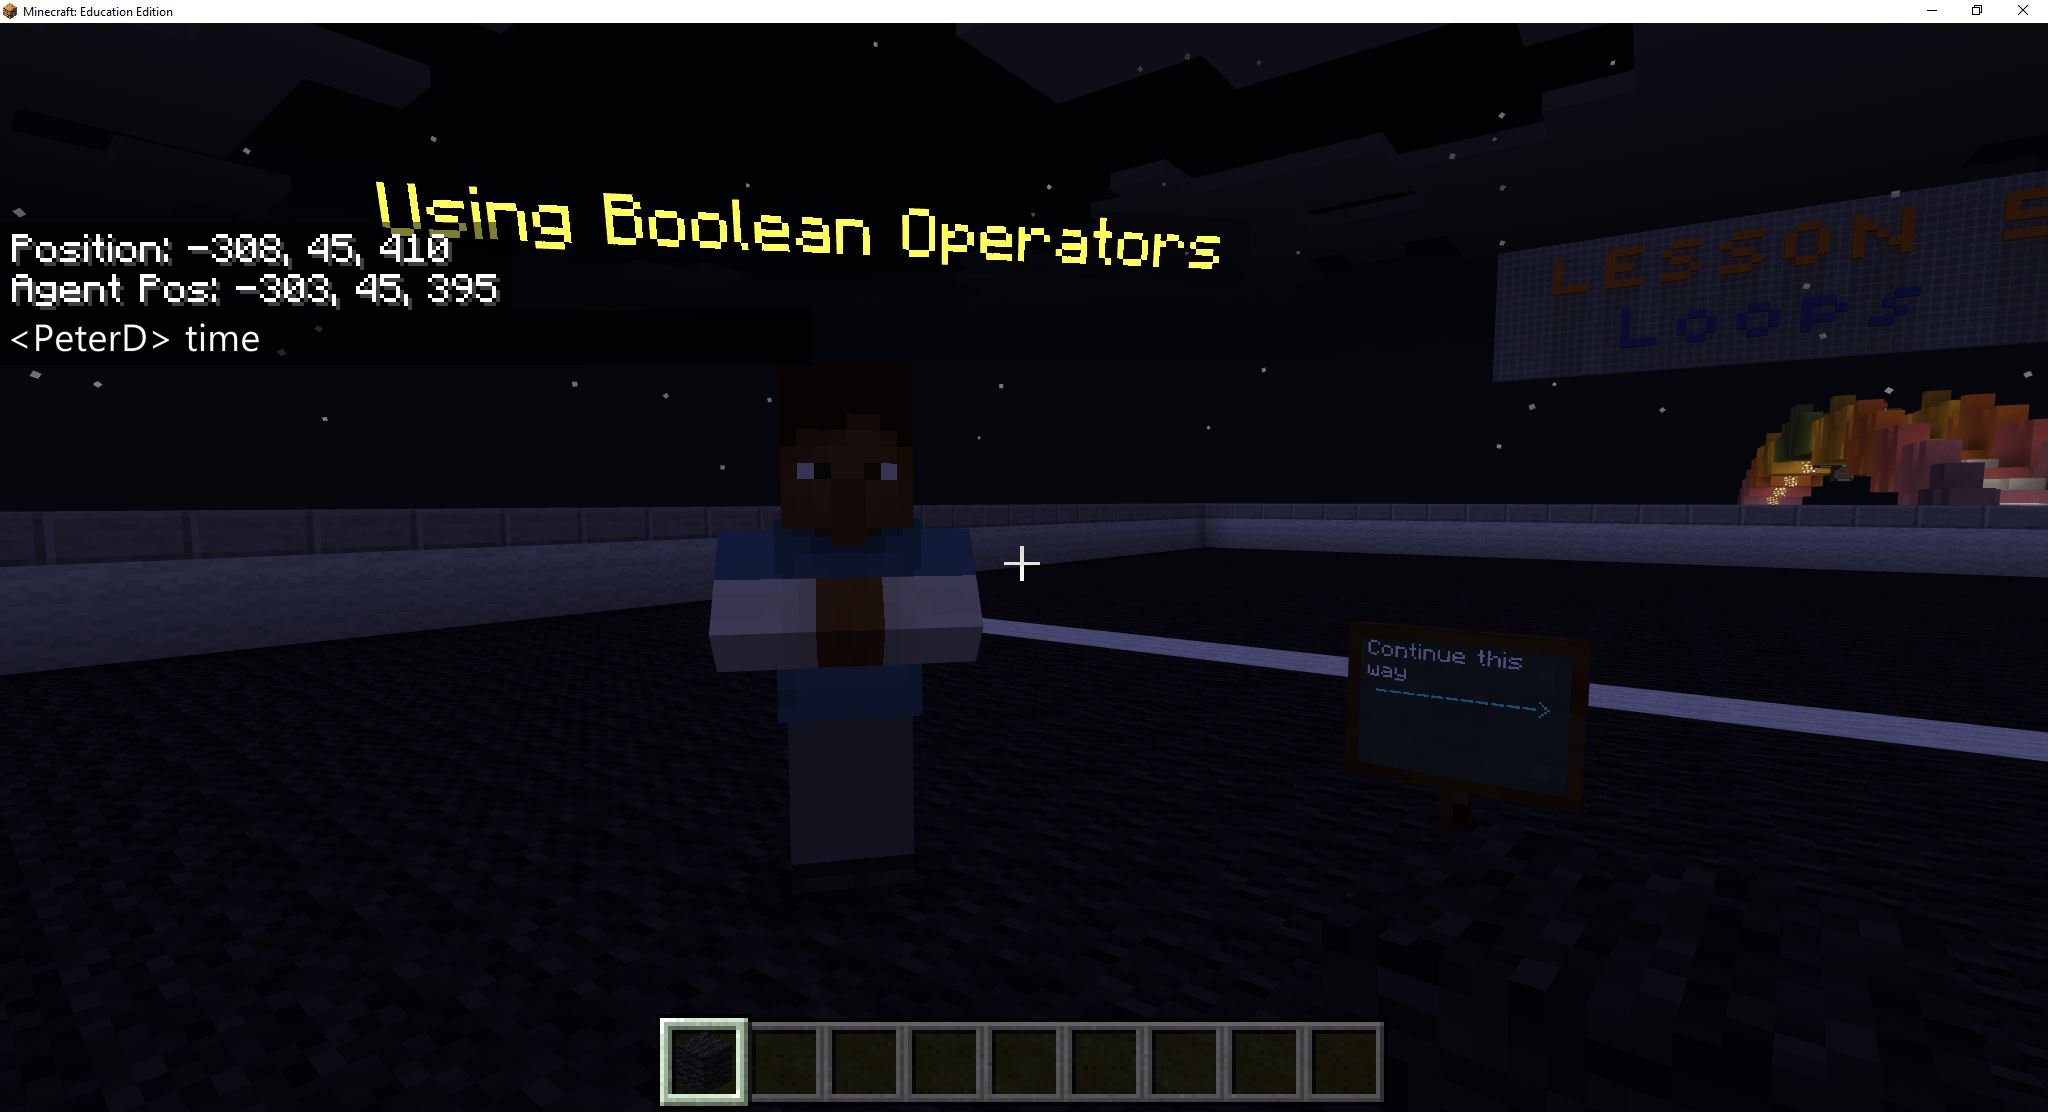 Minecraft: Education Edition
Using Boolean Operators
Position: -308, 45, 410
Agent Pos: -303, 45, 395
<PeterD> time
LESSON 5
LOOPS
Continue this
way